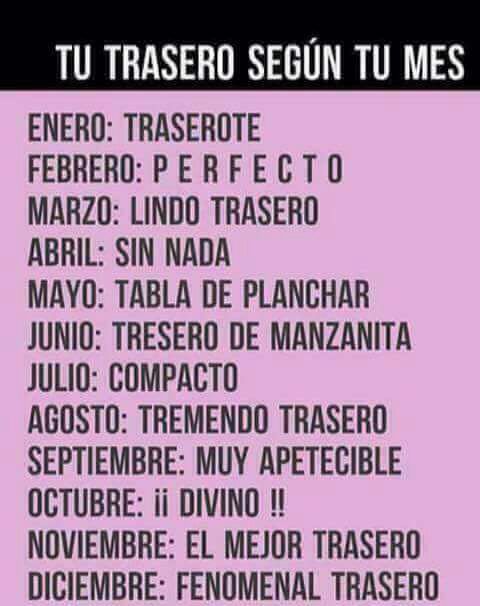 TU TRASERO SEGÚN TU MES
ENERO: TRASEROTE
FEBRERO: P E R F E C T O
MARZO: LINDO TRASERO
ABRIL: SIN NADA
MAYO: TABLA DE PLANCHAR
JUNIO: TRESERO DE MANZANITA
JULIO: COMPACTO
AGOSTO: TREMENDO TRASERO
SEPTIEMBRE: MUY APETECIBLE
OCTUBRE: ¡¡ DIVINO !!
NOVIEMBRE: EL MEJOR TRASERO
DICIEMBRE: FENOMENAL TRASERO